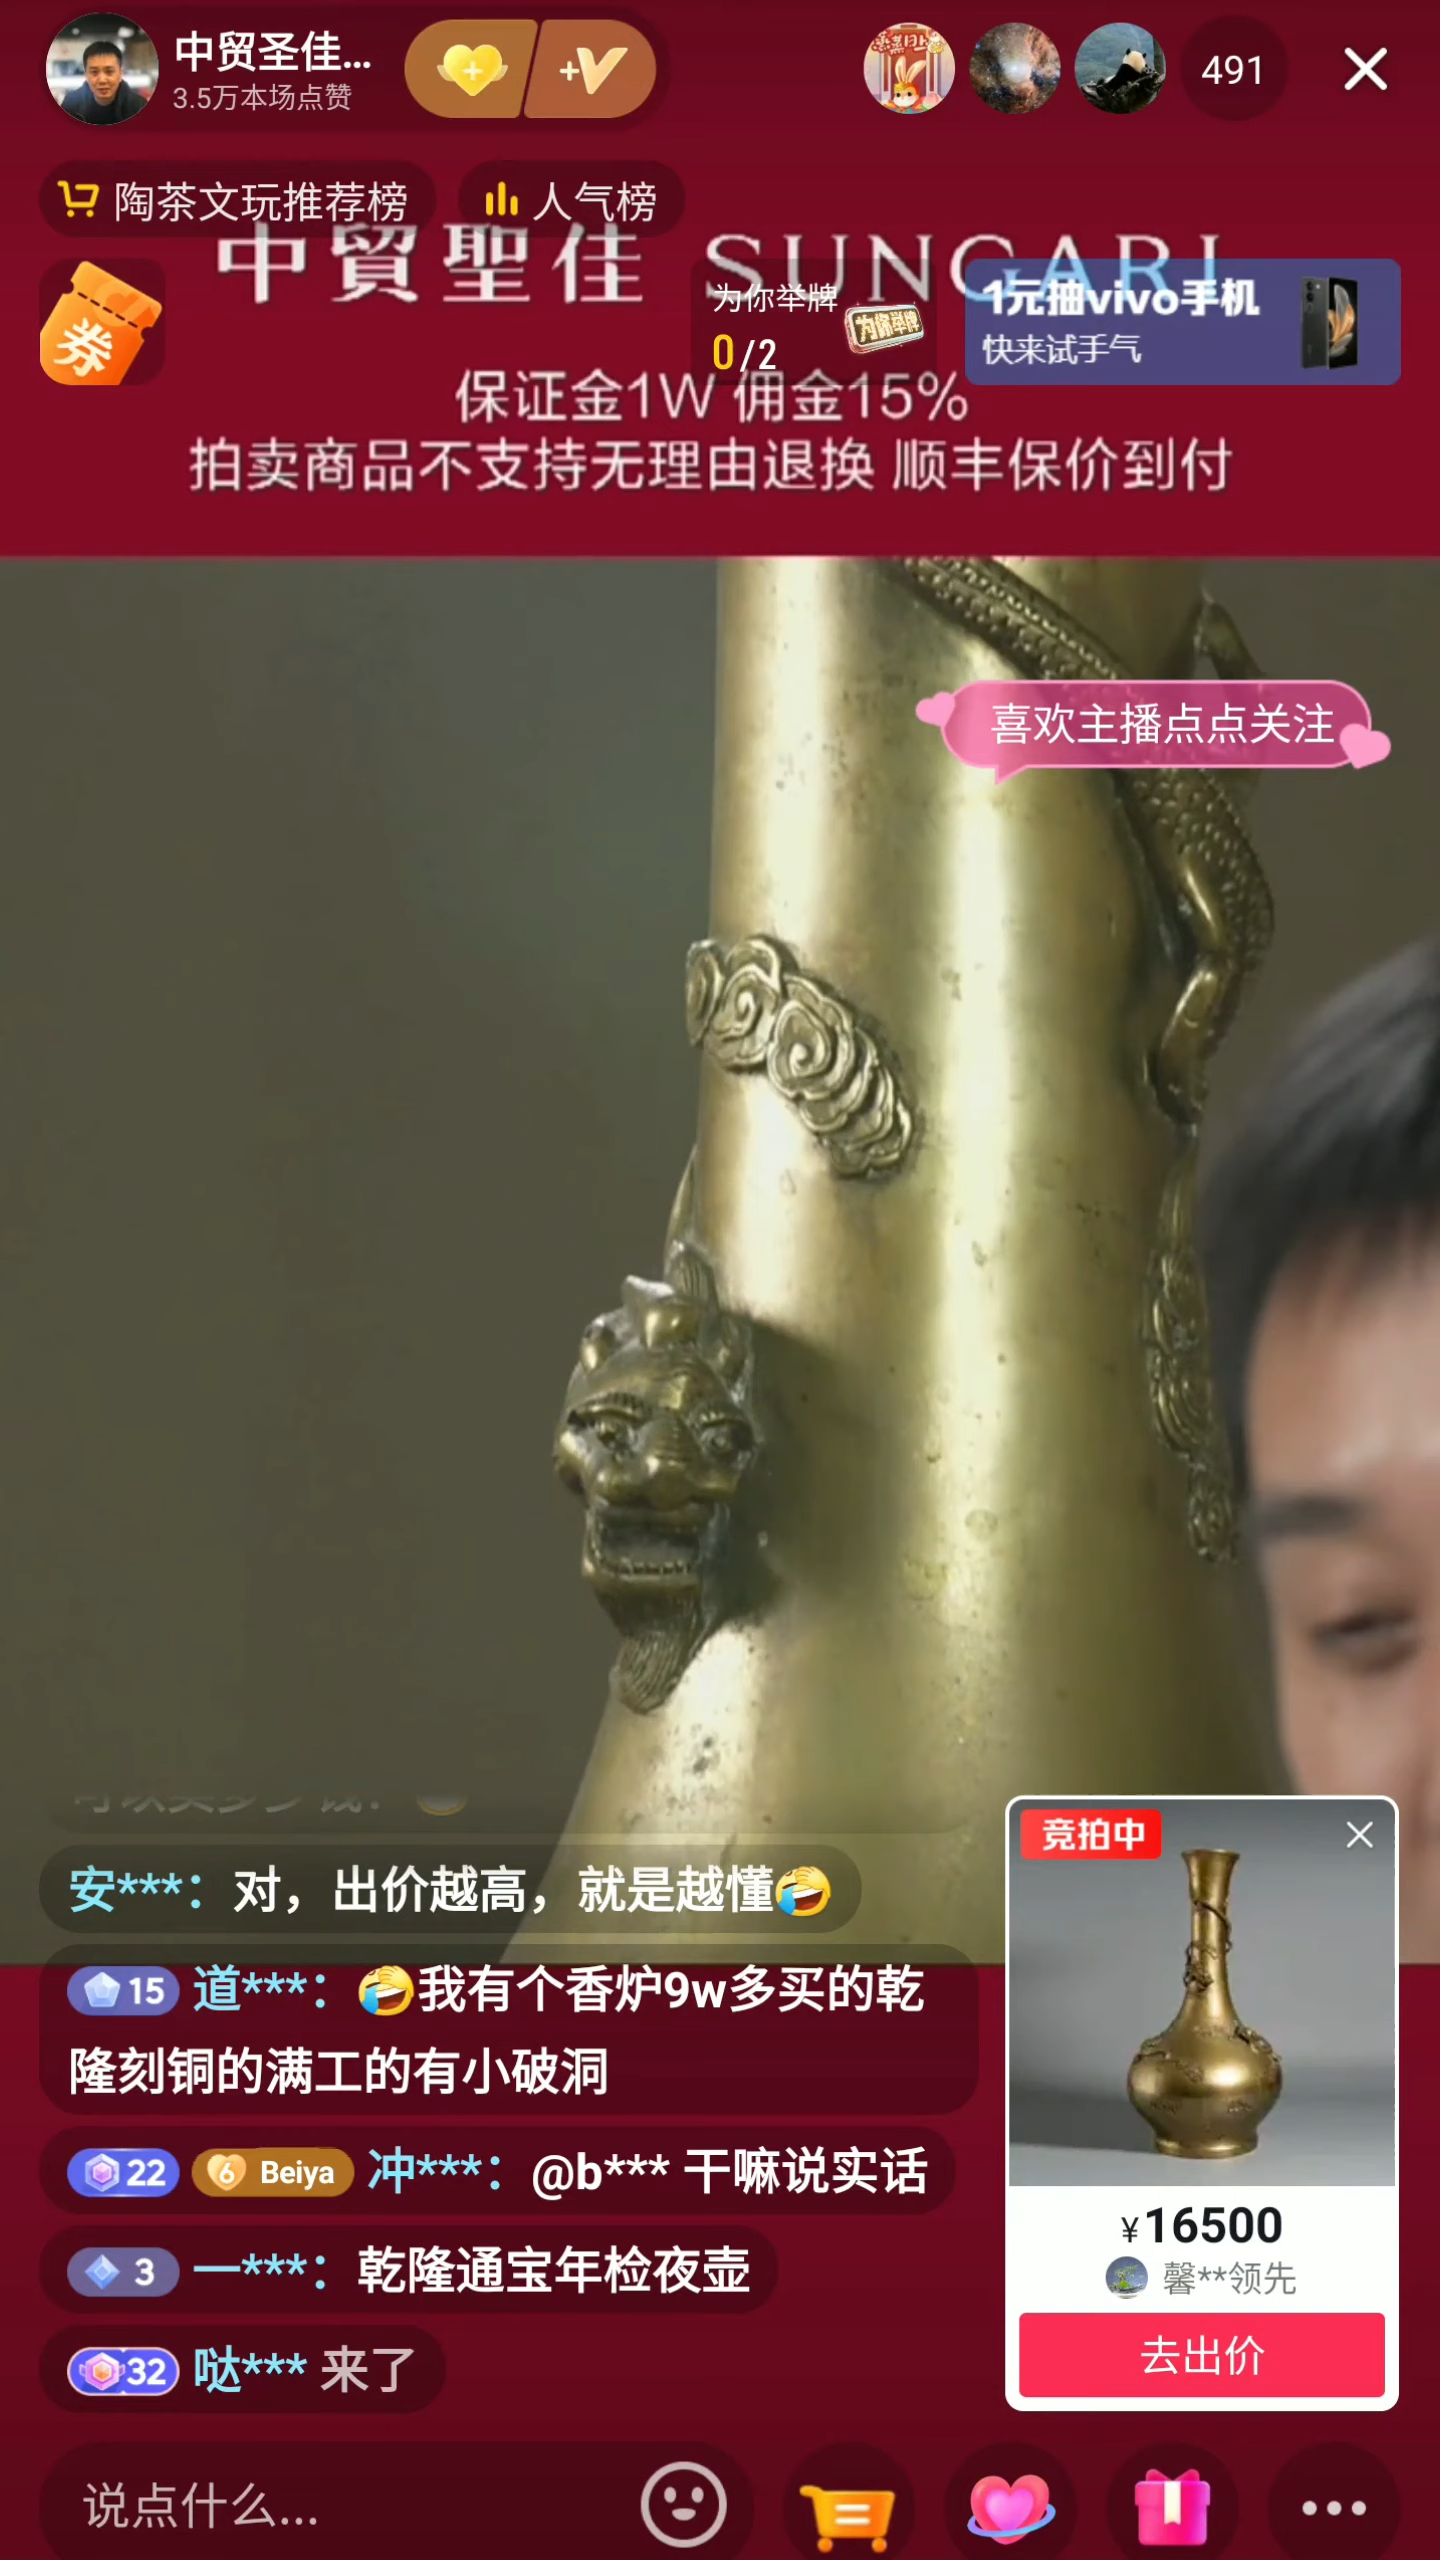 中贸圣佳...
3.5万本场点赞
491
陶茶文玩推荐榜
人气榜
中貿聖佳 SUNGARI
券
为你举牌
0/2
为你举牌
1元抽vivo手机
快来试手气
保证金1W 佣金15%
拍卖商品不支持无理由退换 顺丰保价到付
喜欢主播点点关注
安***：对，出价越高，就是越懂🤣
15 道***：🤣我有个香炉9w多买的乾
隆刻铜的满工的有小破洞
22 6 Beiya 冲***：@b*** 干嘛说实话
3 一***：乾隆通宝年检夜壶
32 哒*** 来了
竞拍中
¥16500
馨**领先
去出价
说点什么...